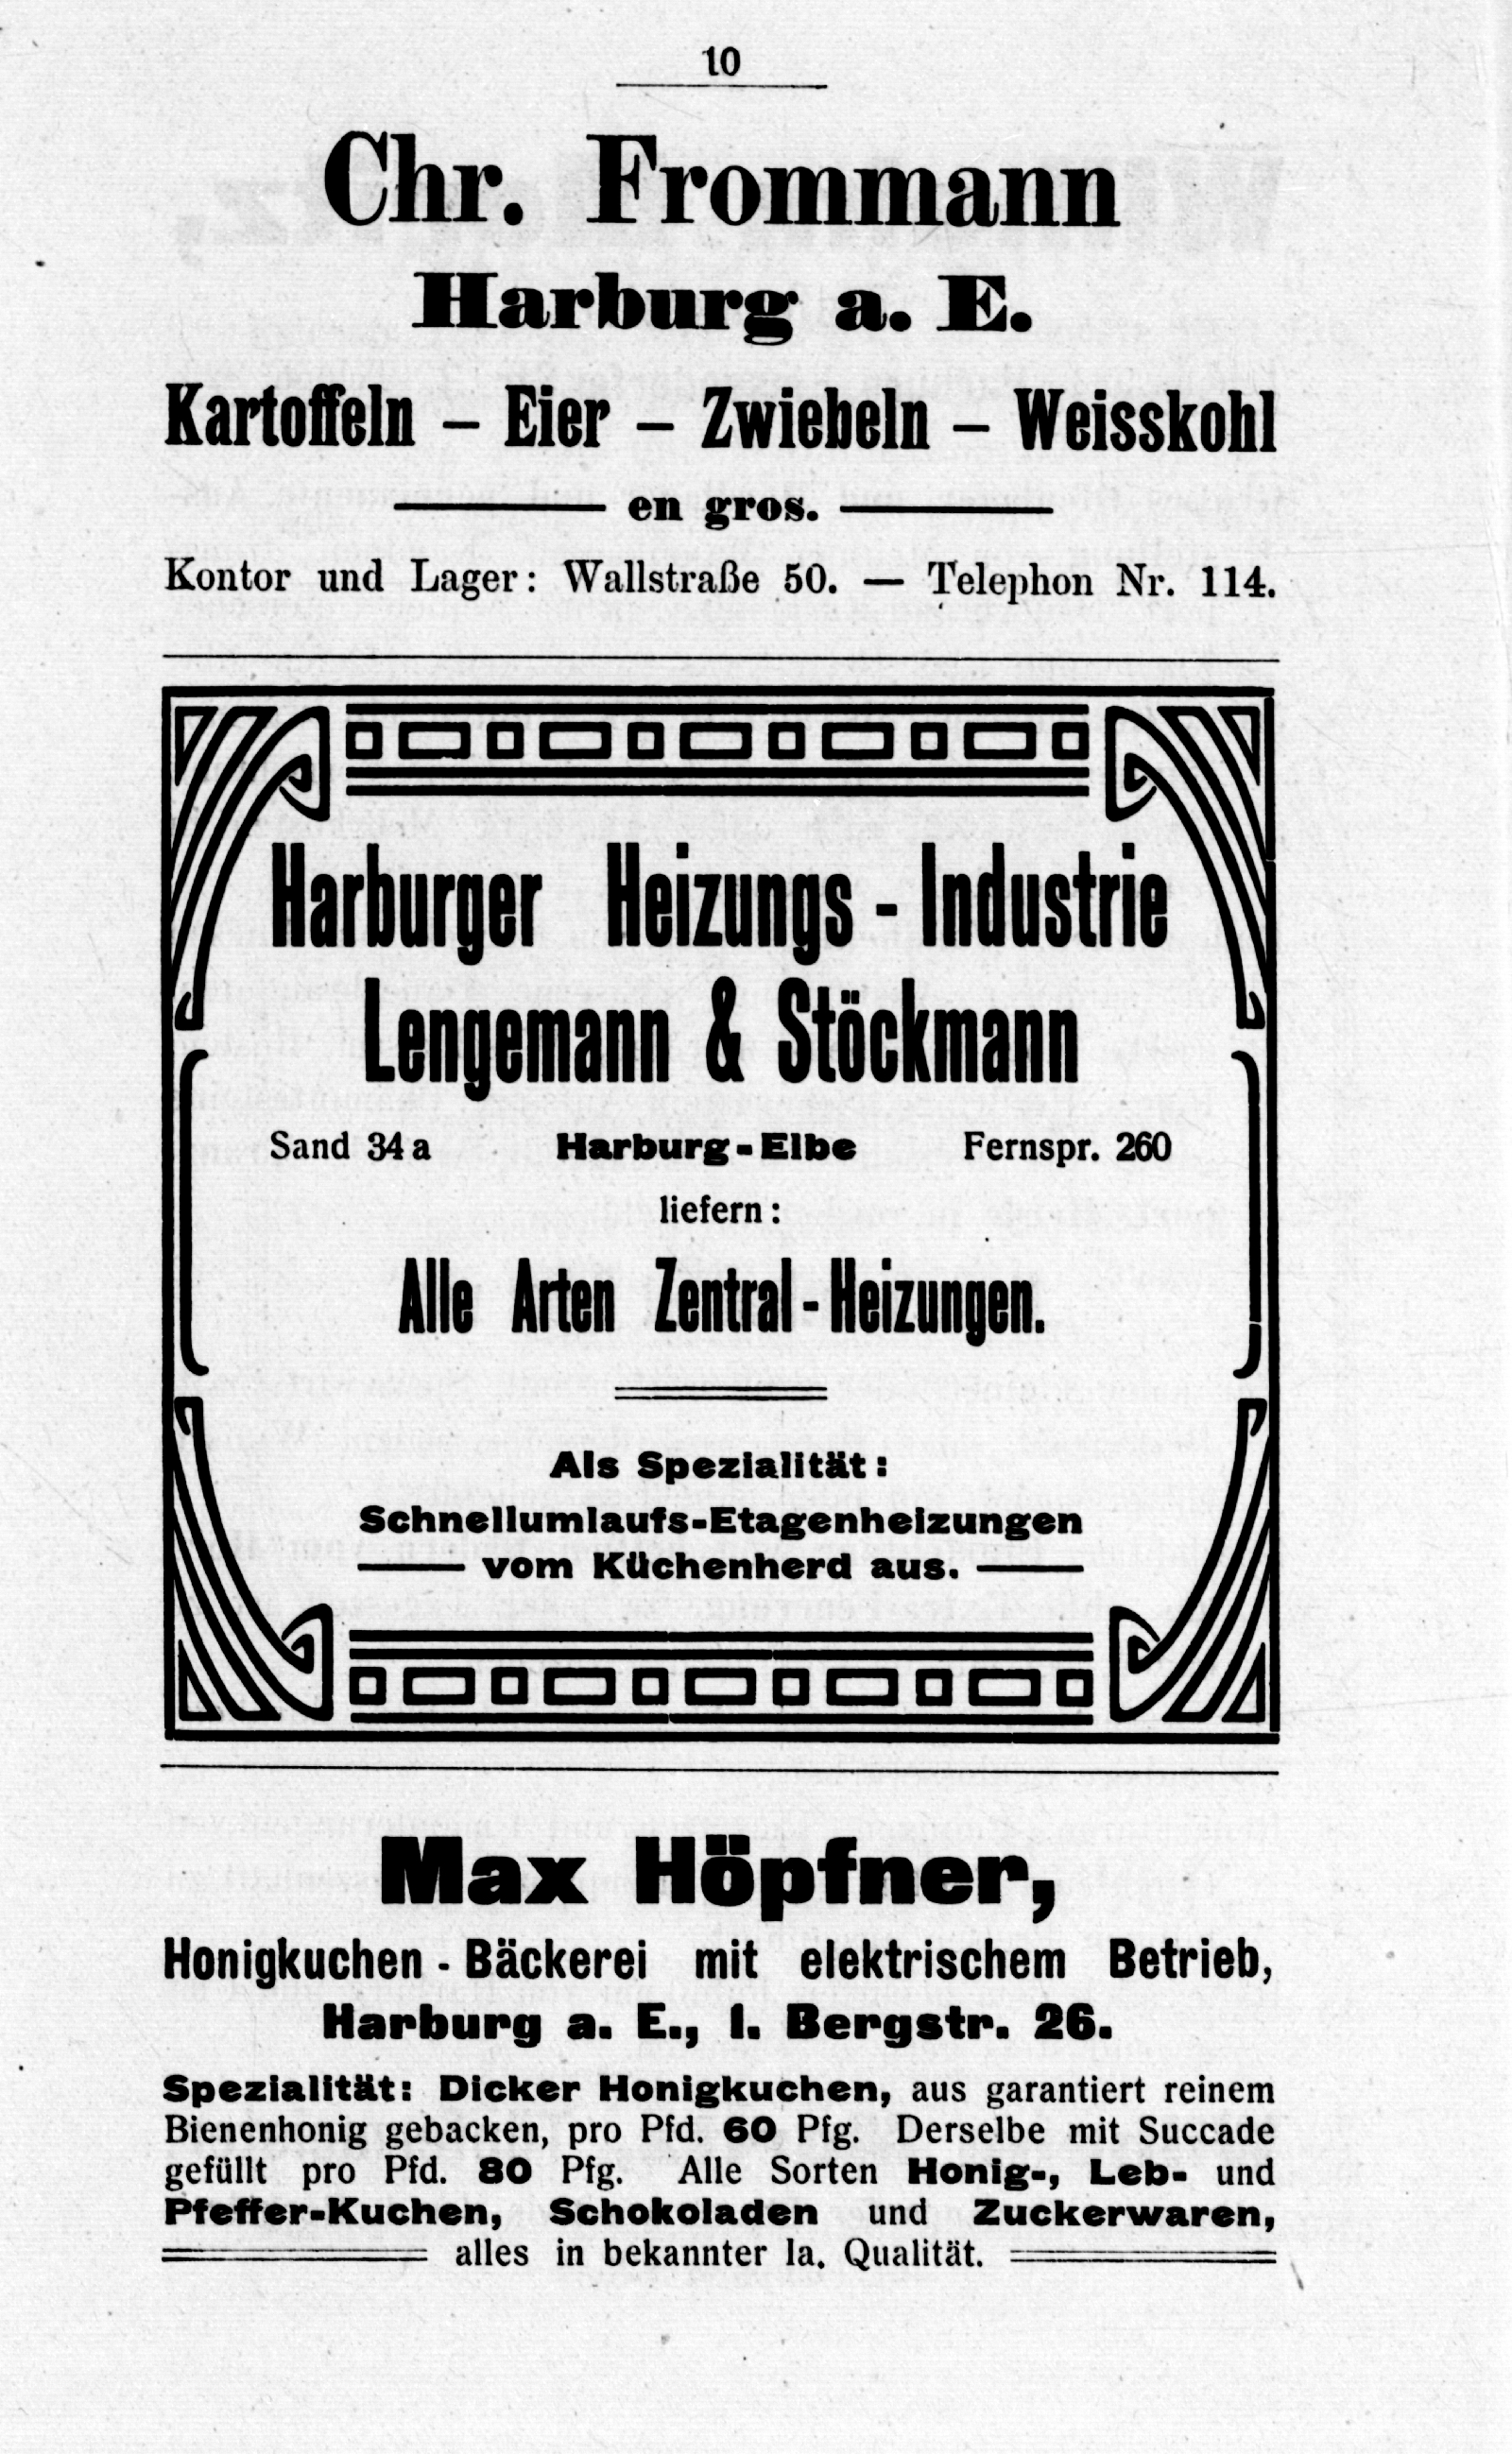 10
Chr. Frommann
Harburg a. E.
Kartoffeln – Eier – Zwiebeln – Weisskohl
en gros.
Kontor und Lager: Wallstraße 50. — Telephon Nr. 114.
Harburger Heizungs-Industrie
Lengemann & Stöckmann
Sand 34 a Harburg-Elbe Fernspr. 260
liefern:
Alle Arten Zentral-Heizungen.
Als Spezialität:
Schnellumlaufs-Etagenheizungen
vom Küchenherd aus.
Max Höpfner,
Honigkuchen-Bäckerei mit elektrischem Betrieb,
Harburg a. E., I. Bergstr. 26.
Spezialität: Dicker Honigkuchen, aus garantiert reinem
Bienenhonig gebacken, pro Pfd. 60 Pfg. Derselbe mit Succade
gefüllt pro Pfd. 80 Pfg. Alle Sorten Honig-, Leb- und
Pfeffer-Kuchen, Schokoladen und Zuckerwaren,
alles in bekannter Ia. Qualität.